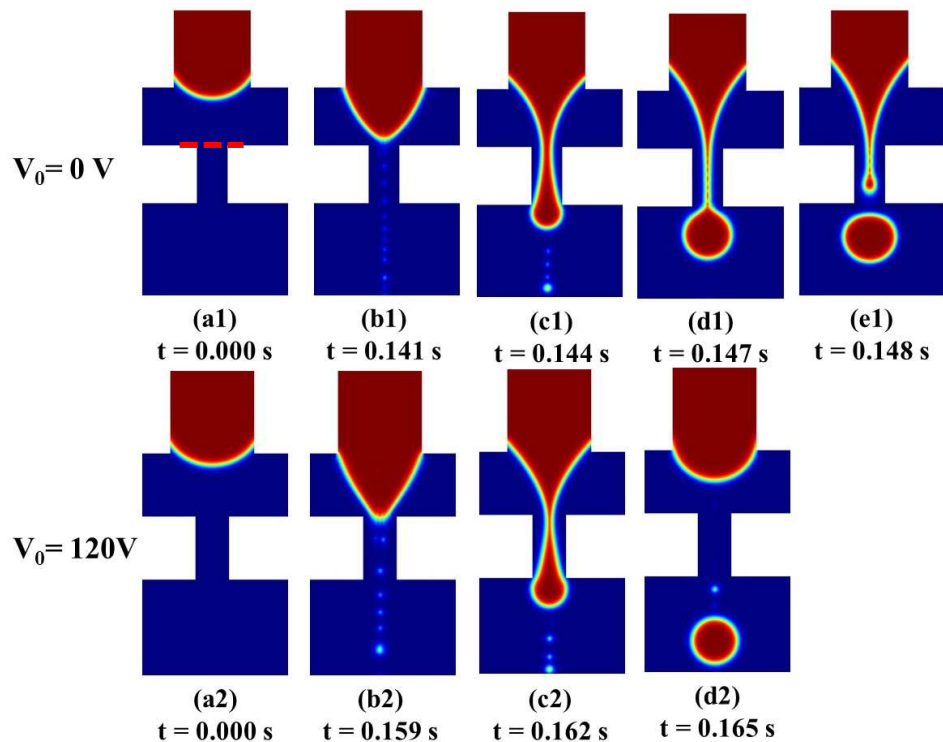 V₀= 0 V
(a1)
t = 0.000 s
(b1)
t = 0.141 s
(c1)
t = 0.144 s
(d1)
t = 0.147 s
(e1)
t = 0.148 s
V₀= 120V
(a2)
t = 0.000 s
(b2)
t = 0.159 s
(c2)
t = 0.162 s
(d2)
t = 0.165 s